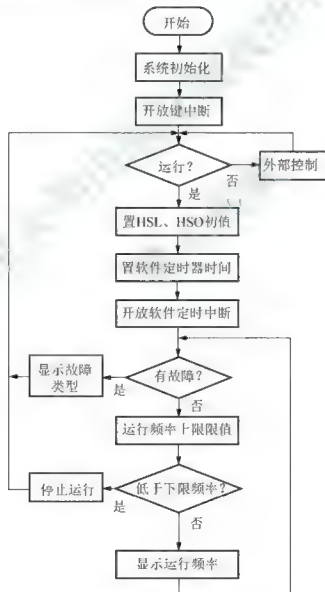 开始
系统初始化
开放键中断
运行?
否
外部控制
是
置HSL、HSO初值
置软件定时器时间
开放软件定时中断
显示故障
类型
是
有故障?
否
运行频率上限限值
停止运行
是
低于下限频率?
否
显示运行频率